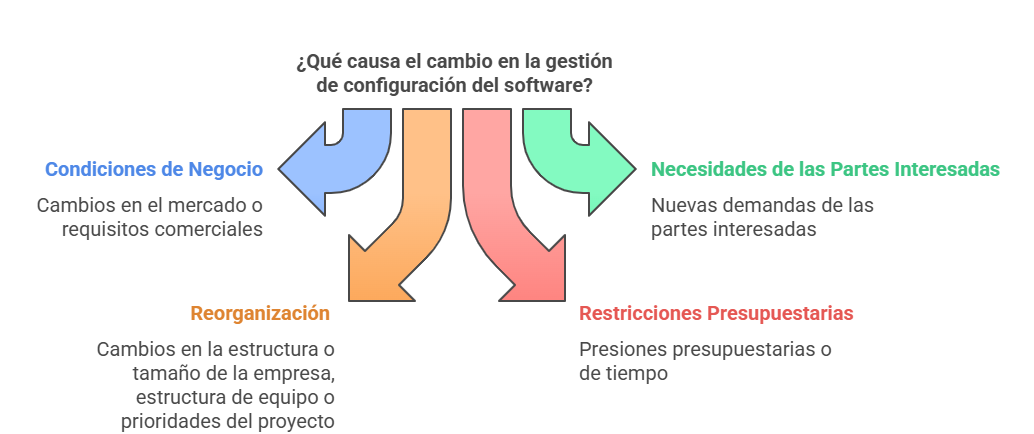 ¿Qué causa el cambio en la gestión
de configuración del software?
Condiciones de Negocio
Cambios en el mercado o
requisitos comerciales
Necesidades de las Partes Interesadas
Nuevas demandas de las
partes interesadas
Reorganización
Cambios en la estructura o
tamaño de la empresa,
estructura de equipo o
prioridades del proyecto
Restricciones Presupuestarias
Presiones presupuestarias o
de tiempo